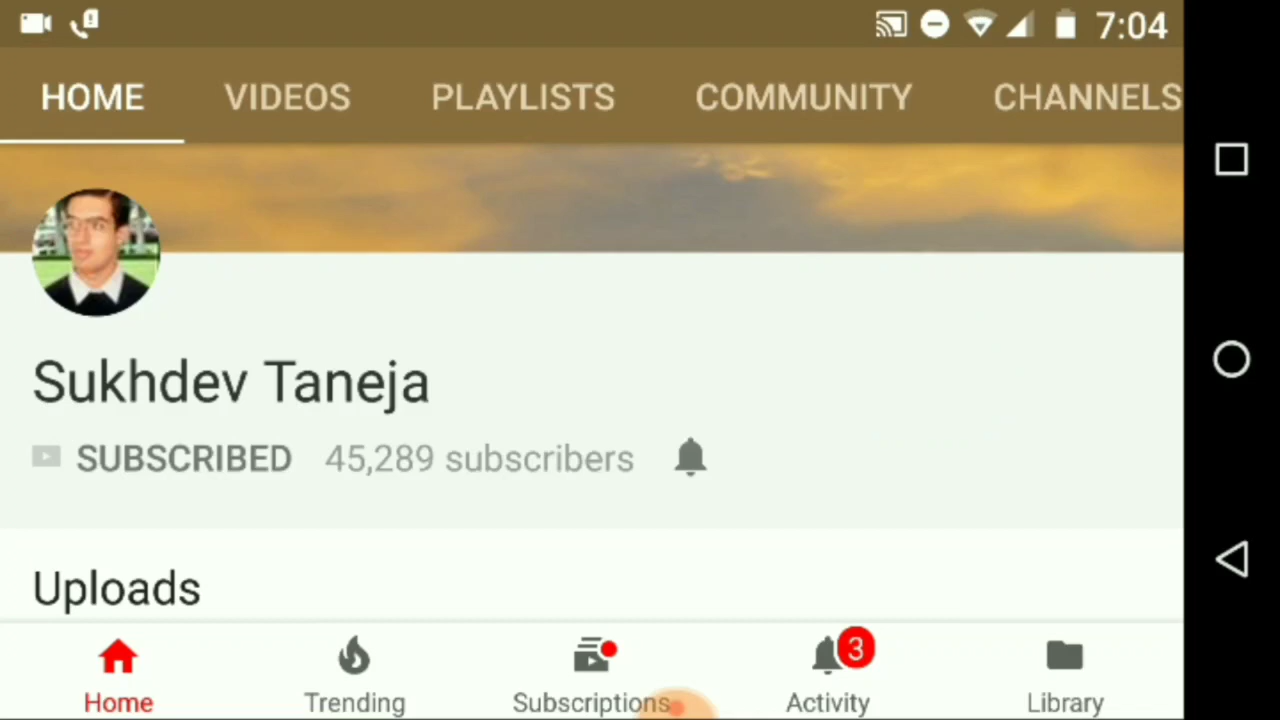 7:04
HOME VIDEOS PLAYLISTS COMMUNITY CHANNELS
Sukhdev Taneja
SUBSCRIBED 45,289 subscribers
Uploads
3
Home Trending Subscriptions Activity Library